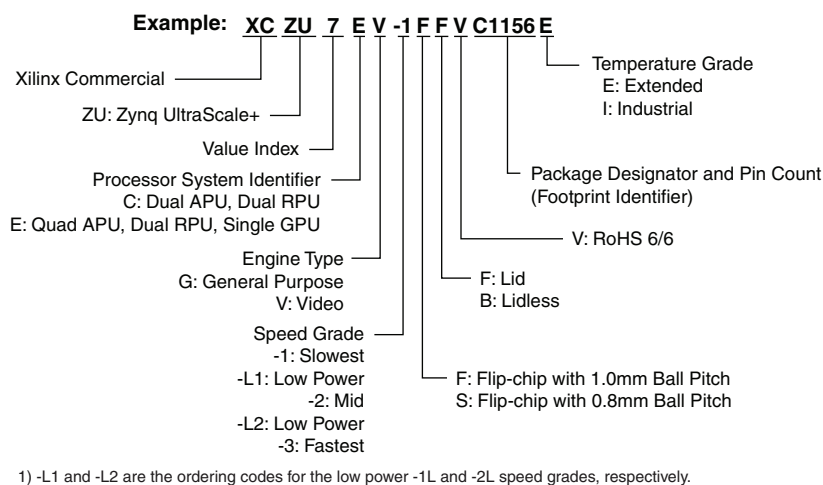 Example: XC ZU 7 E V -1 F F V C1156 E
Xilinx Commercial
ZU: Zynq UltraScale+
Value Index
Processor System Identifier
C: Dual APU, Dual RPU
E: Quad APU, Dual RPU, Single GPU
Engine Type
G: General Purpose
V: Video
Speed Grade
-1: Slowest
-L1: Low Power
-2: Mid
-L2: Low Power
-3: Fastest
Temperature Grade
E: Extended
I: Industrial
Package Designator and Pin Count
(Footprint Identifier)
V: RoHS 6/6
F: Lid
B: Lidless
F: Flip-chip with 1.0mm Ball Pitch
S: Flip-chip with 0.8mm Ball Pitch
1) -L1 and -L2 are the ordering codes for the low power -1L and -2L speed grades, respectively.